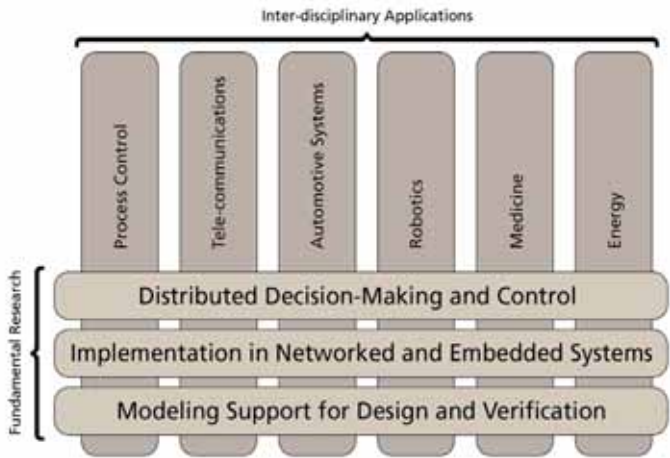 Inter-disciplinary Applications
Process Control
Tele-communications
Automotive Systems
Robotics
Medicine
Energy
Fundamental Research
Distributed Decision-Making and Control
Implementation in Networked and Embedded Systems
Modeling Support for Design and Verification